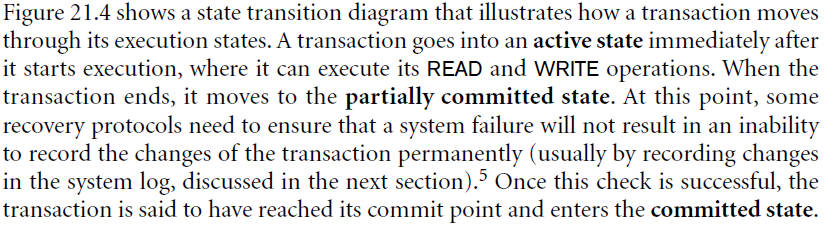 Figure 21.4 shows a state transition diagram that illustrates how a transaction moves
through its execution states. A transaction goes into an active state immediately after
it starts execution, where it can execute its READ and WRITE operations. When the
transaction ends, it moves to the partially committed state. At this point, some
recovery protocols need to ensure that a system failure will not result in an inability
to record the changes of the transaction permanently (usually by recording changes
in the system log, discussed in the next section).⁵ Once this check is successful, the
transaction is said to have reached its commit point and enters the committed state.